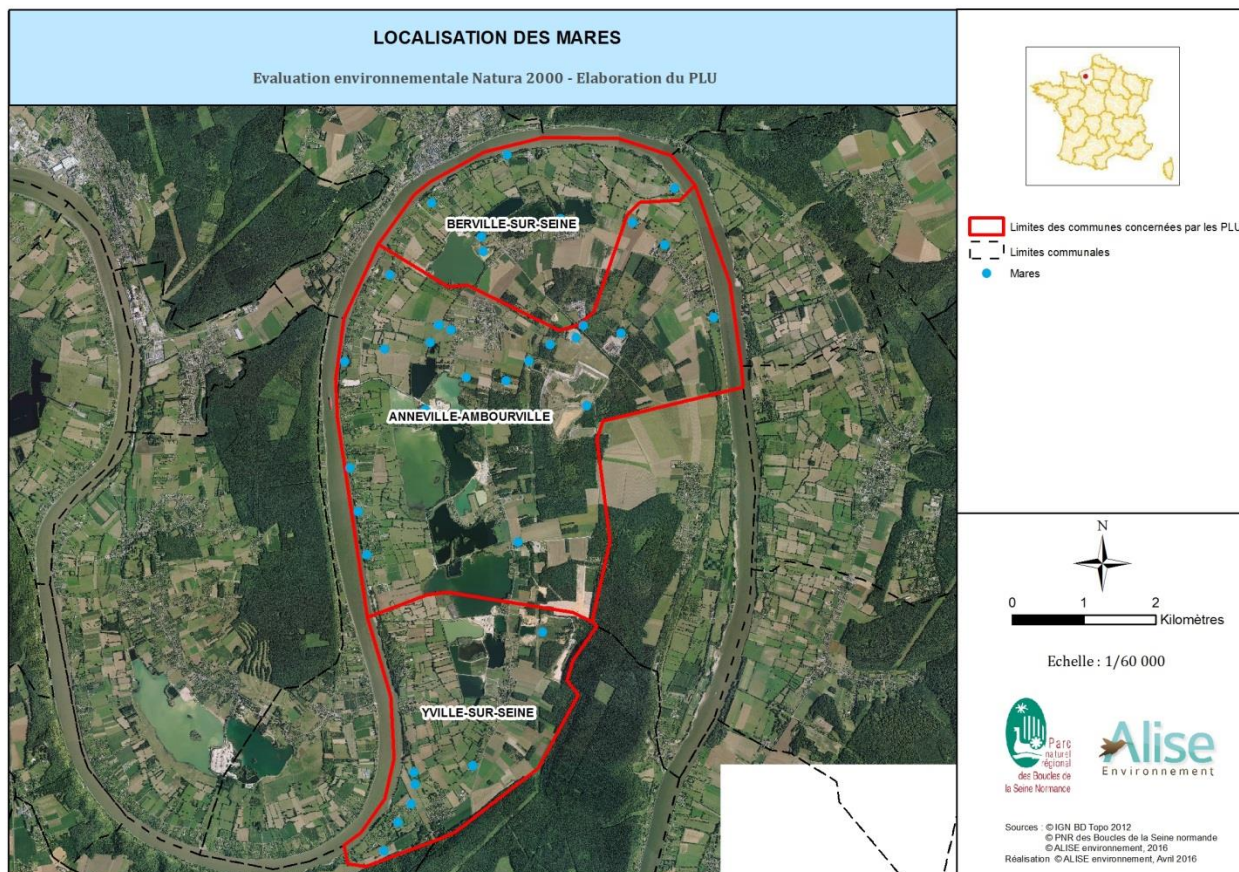 LOCALISATION DES MARES
Evaluation environnementale Natura 2000 - Elaboration du PLU
BERVILLE-SUR-SEINE
ANNEVILLE-AMBOURVILLE
YVILLE-SUR-SEINE
Limites des communes concernées par les PLU
Limites communales
Mares
N
0 1 2
Kilomètres
Echelle : 1/60 000
Parc
naturel
régional
des Boucles de
la Seine Normande
Alise
Environnement
Sources : © IGN BD Topo 2012
© PNR des Boucles de la Seine normande
© ALISE environnement, 2016
Réalisation © ALISE environnement, Avril 2016